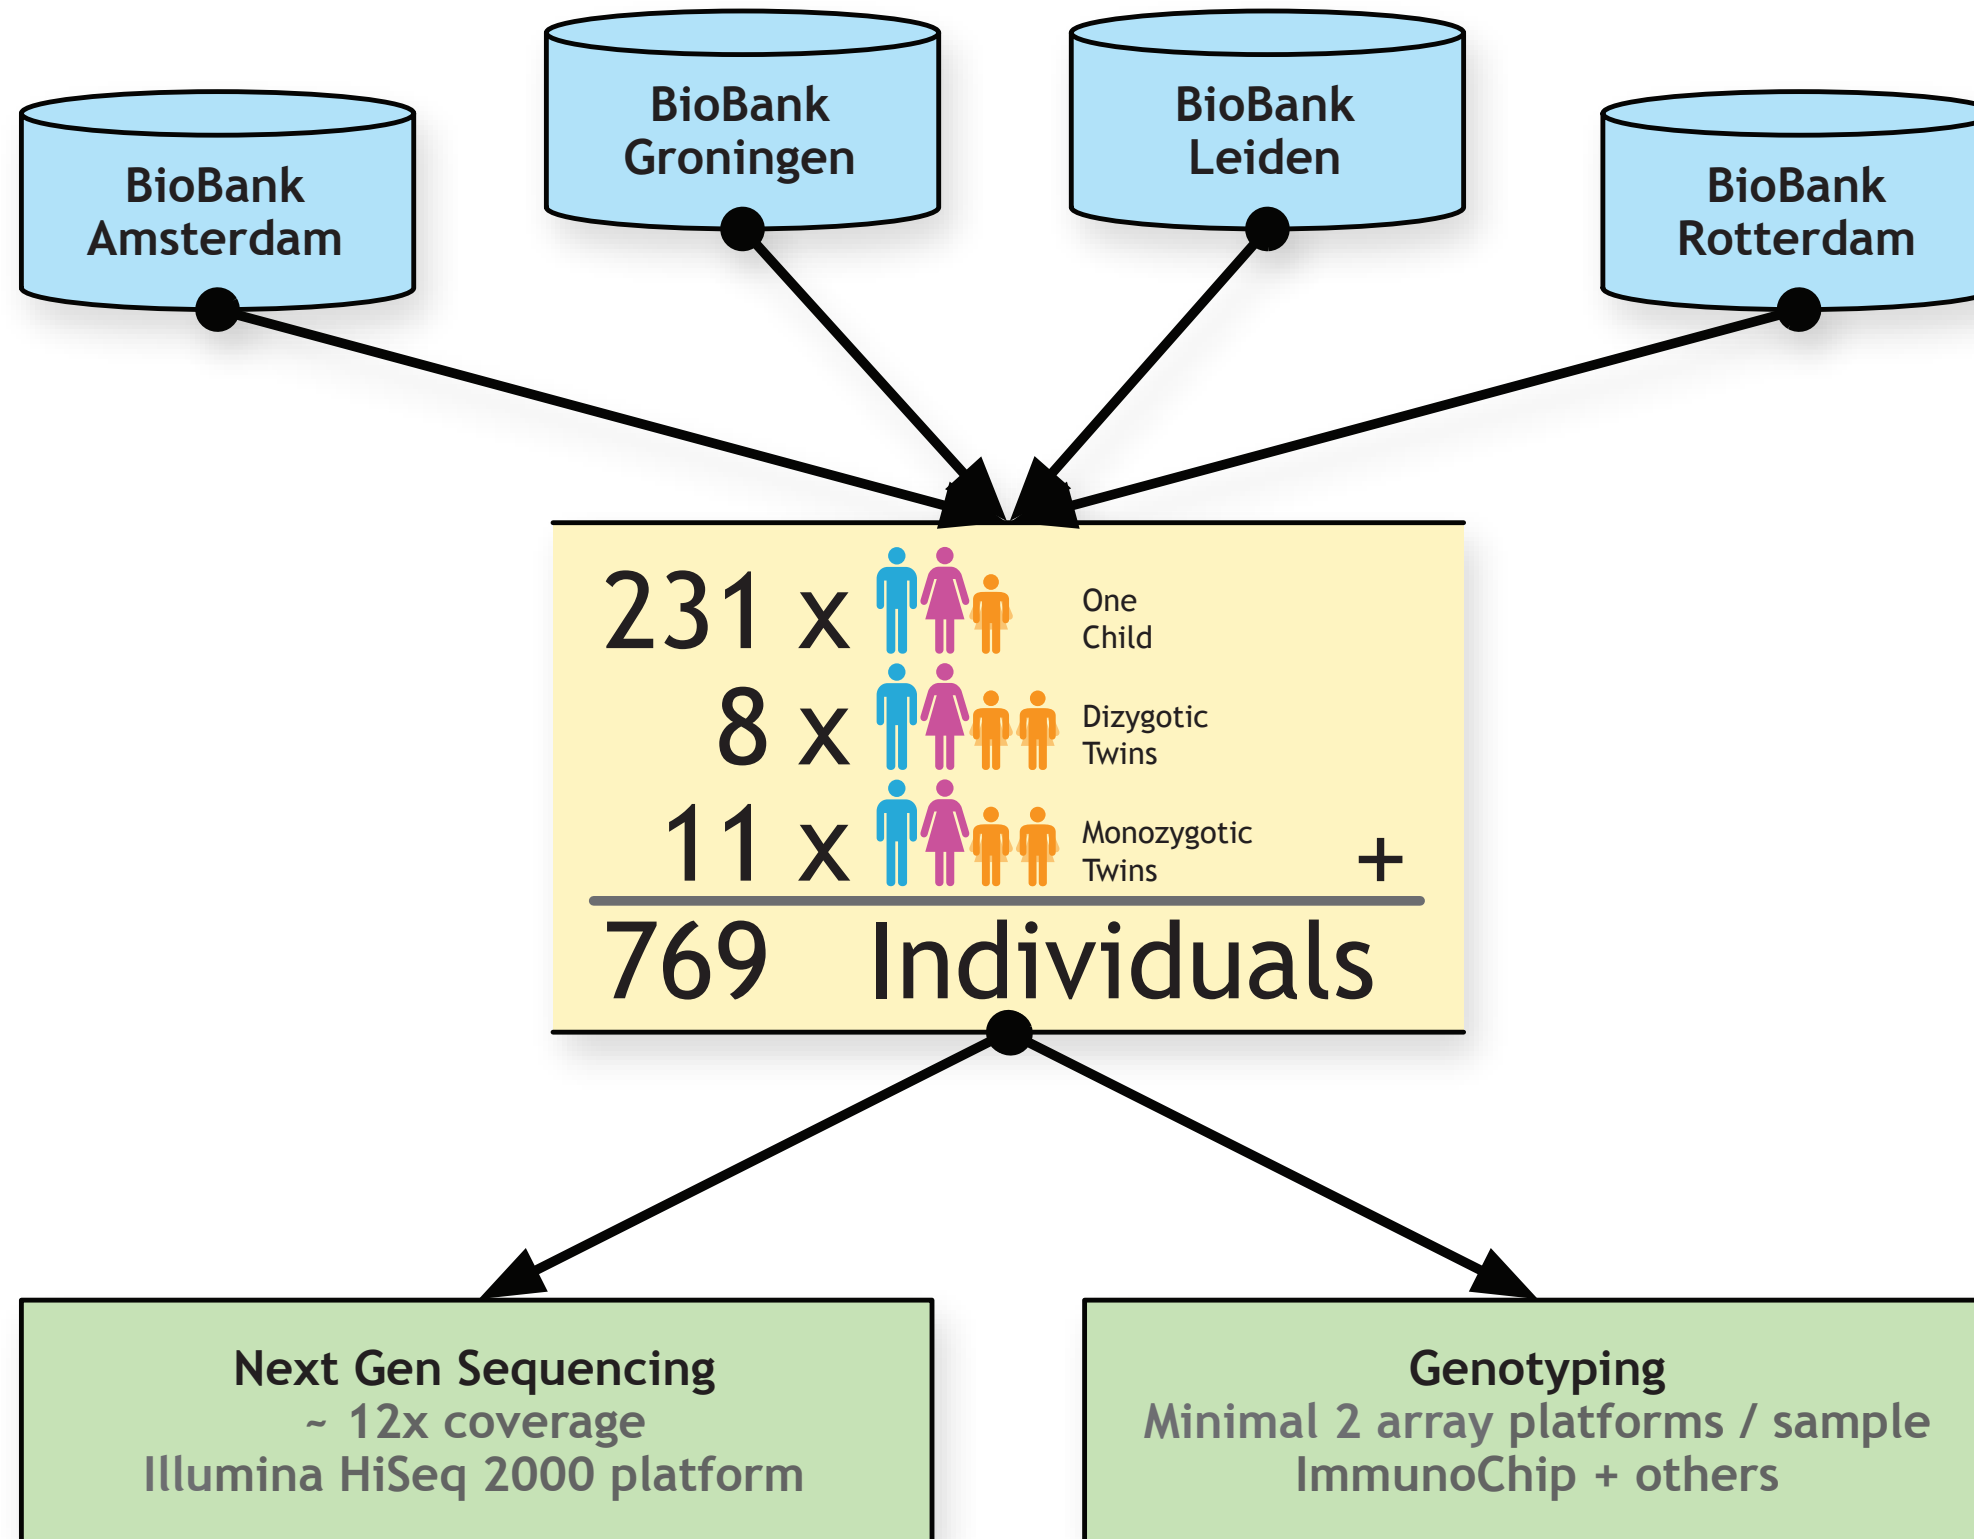 BioBank
Amsterdam
BioBank
Groningen
BioBank
Leiden
BioBank
Rotterdam
231 x One
Child
8 x Dizygotic
Twins
11 x Monozygotic
Twins +
769 Individuals
Next Gen Sequencing
~ 12x coverage
Illumina HiSeq 2000 platform
Genotyping
Minimal 2 array platforms / sample
ImmunoChip + others